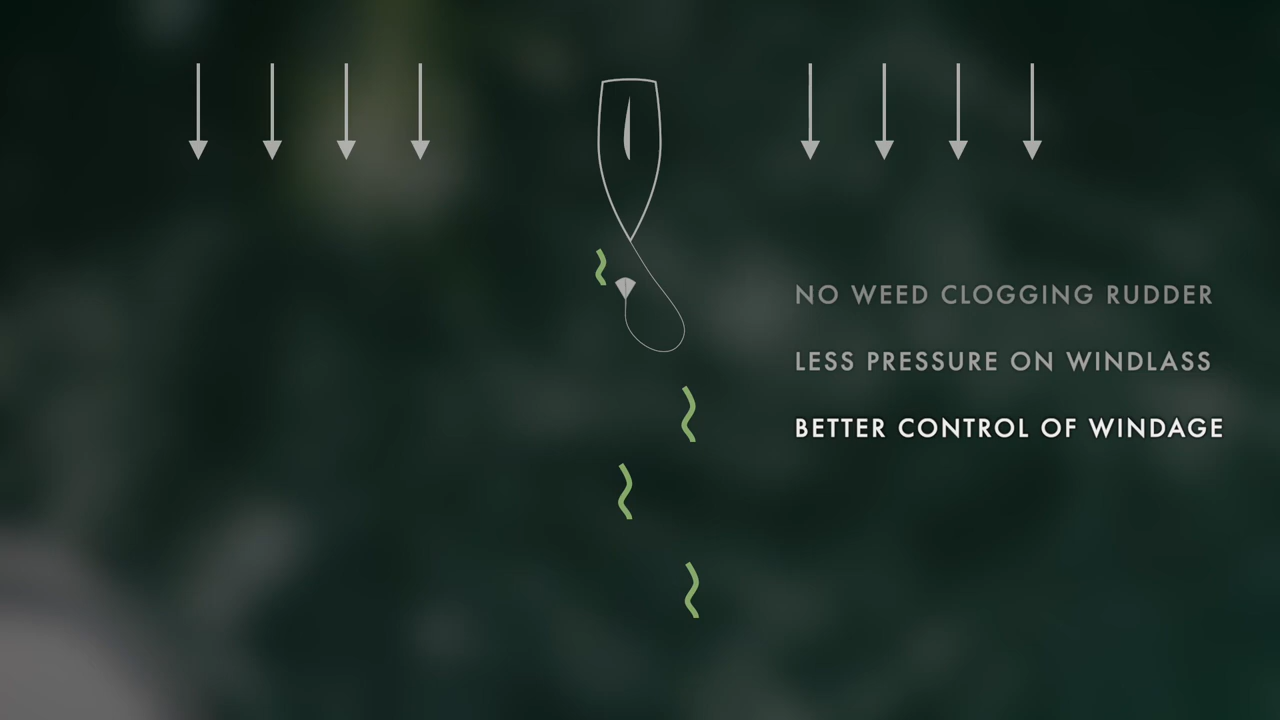 NO WEED CLOGGING RUDDER
LESS PRESSURE ON WINDLASS
BETTER CONTROL OF WINDAGE